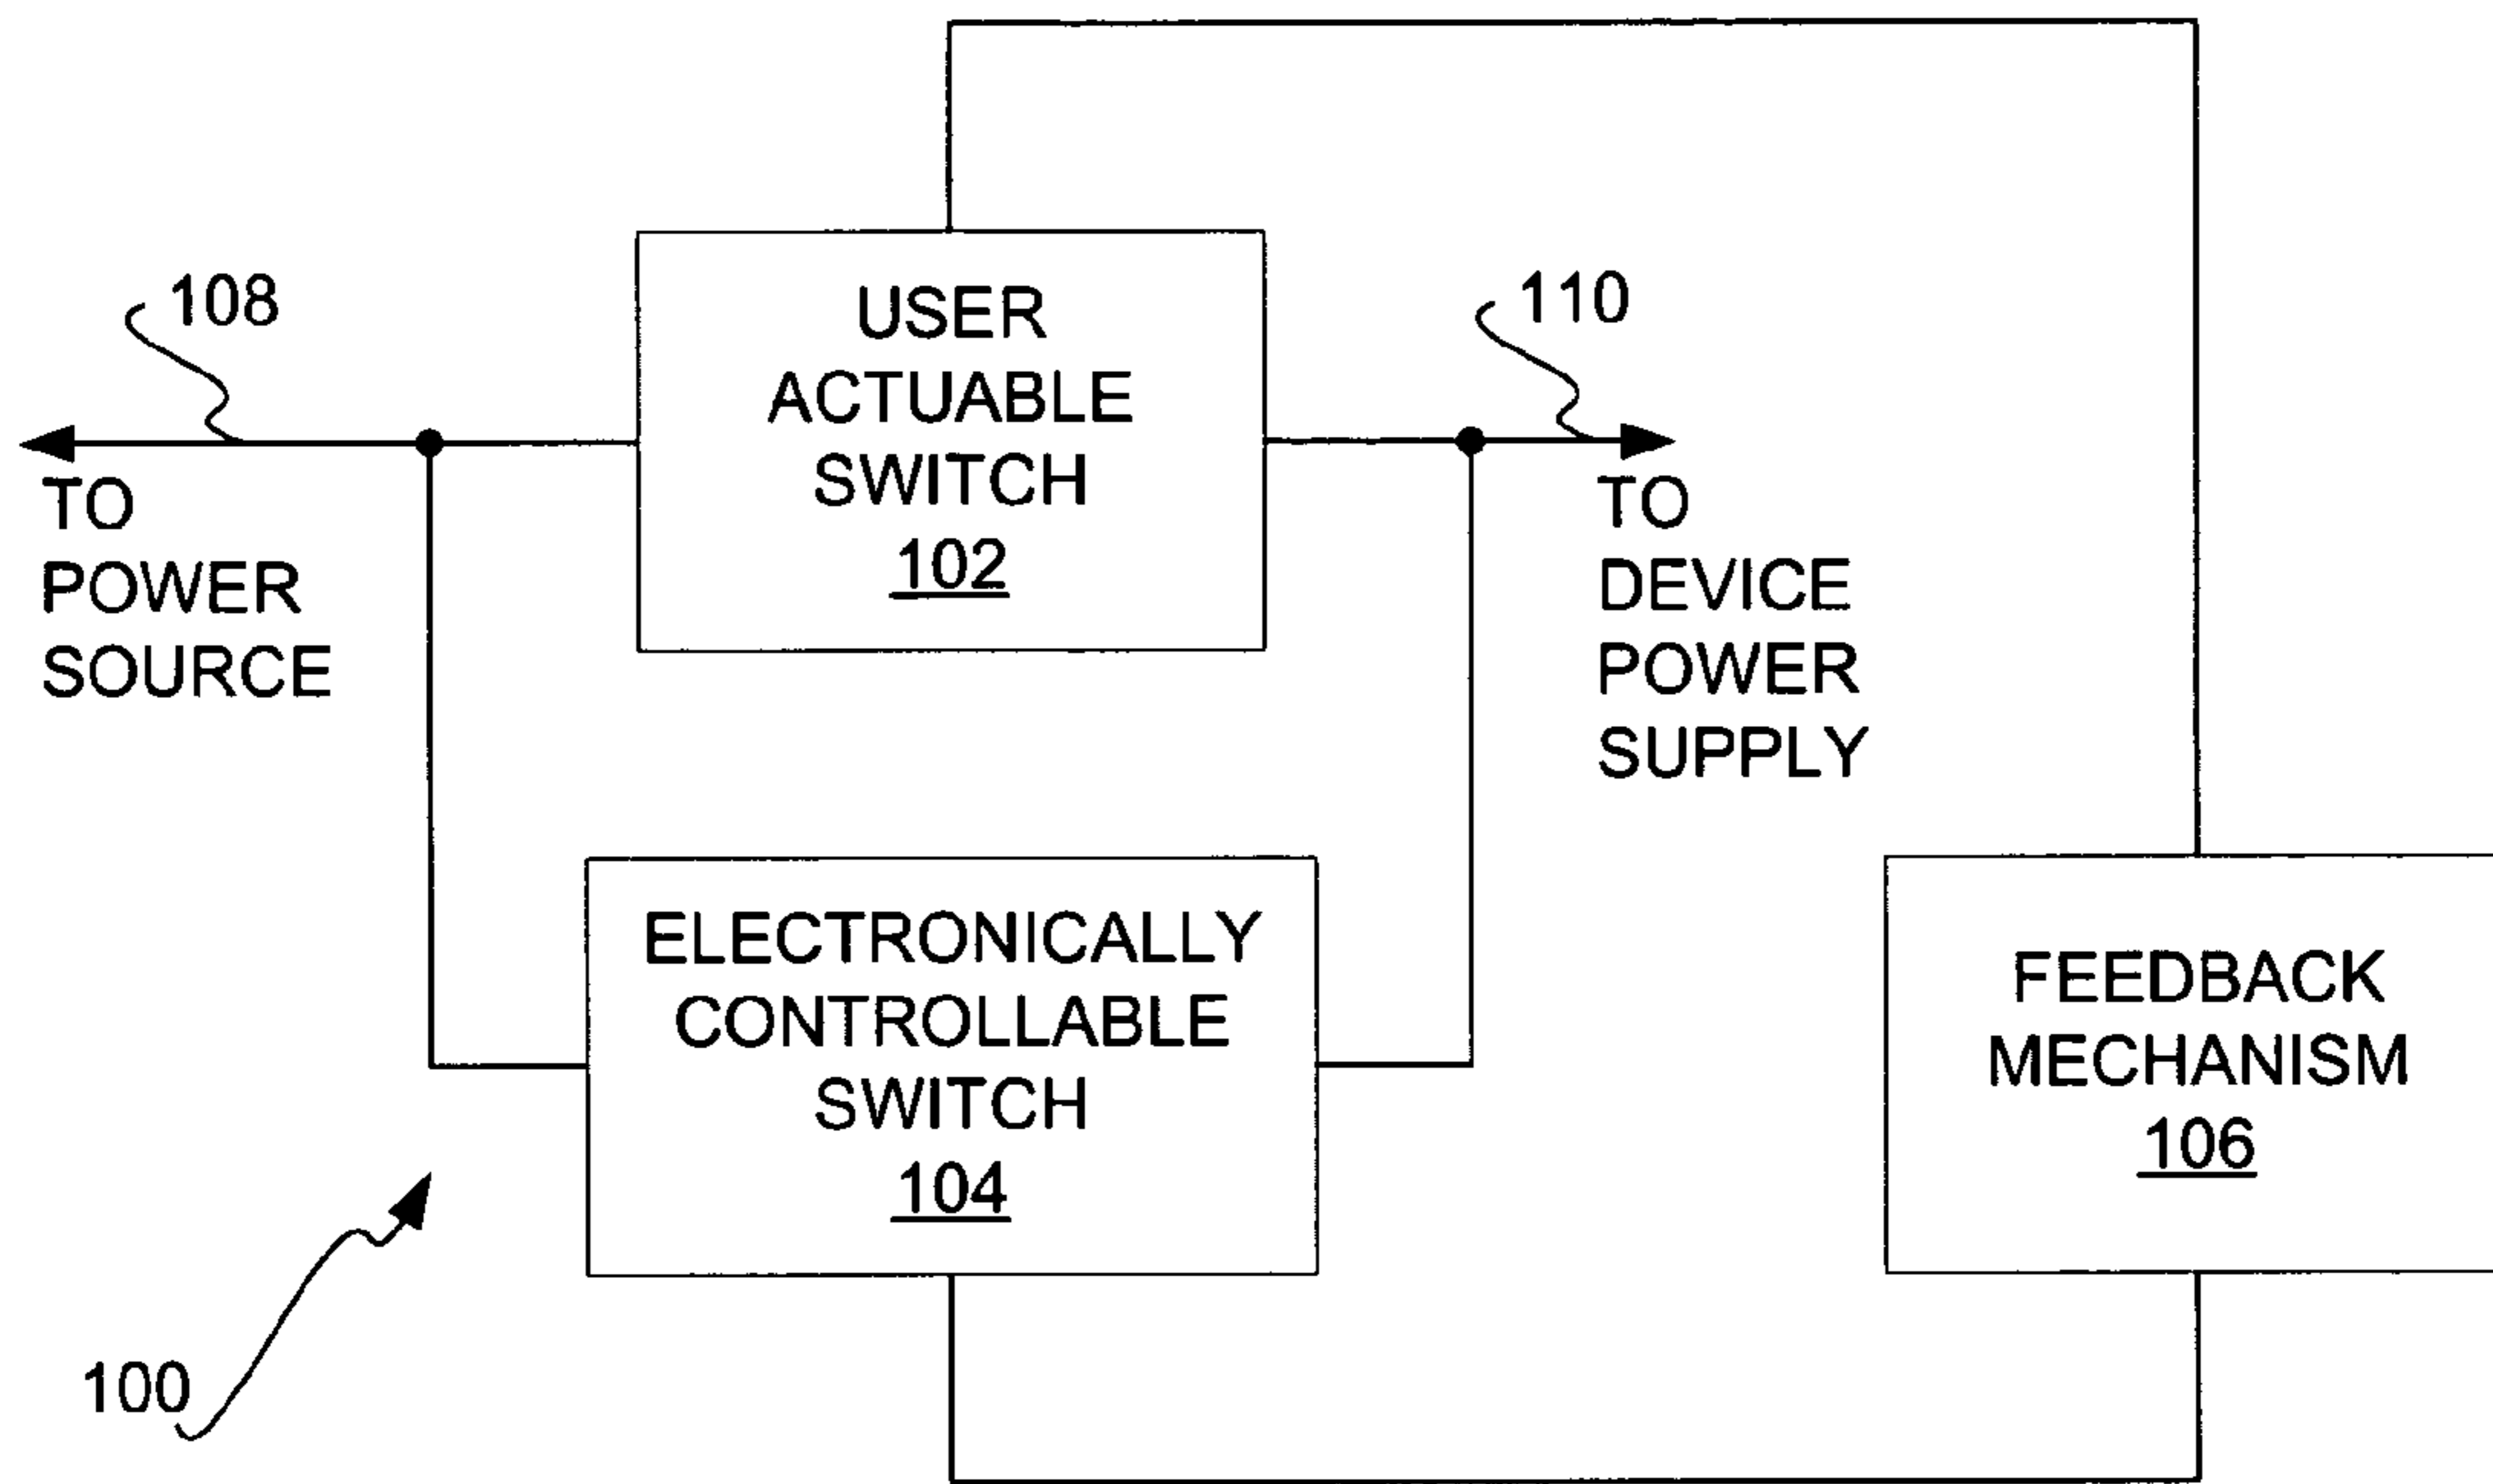 108
TO
POWER
SOURCE
USER
ACTUABLE
SWITCH
102
110
TO
DEVICE
POWER
SUPPLY
ELECTRONICALLY
CONTROLLABLE
SWITCH
104
FEEDBACK
MECHANISM
106
100